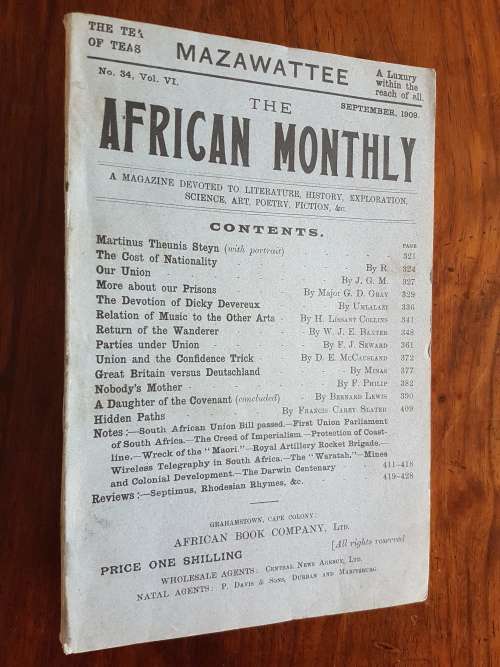 THE TEA MAZAWATTEE A Luxury
OF TEAS within the
reach of all.
No. 34, Vol. VI. SEPTEMBER, 1909.
THE
AFRICAN MONTHLY
A MAGAZINE DEVOTED TO LITERATURE, HISTORY, EXPLORATION,
SCIENCE, ART, POETRY, FICTION, &c.
CONTENTS.
PAGE
Martinus Theunis Steyn (with portrait) 321
The Cost of Nationality By R. 324
Our Union By J. G. M. 327
More about our Prisons By Major G. D. Gray 329
The Devotion of Dicky Devereux By Umlalazi 336
Relation of Music to the Other Arts By H. Lissant Collins 341
Return of the Wanderer By W. J. E. Baxter 348
Parties under Union By F. J. Seward 361
Union and the Confidence Trick By D. E. McCausland 372
Great Britain versus Deutschland By Midas 377
Nobody's Mother By F. Philip 382
A Daughter of the Covenant (concluded) By Bernard Lewis 390
Hidden Paths By Francis Carey Slater 409
Notes:—South African Union Bill passed.—First Union Parliament
of South Africa.—The Creed of Imperialism.—Protection of Coast-
line.—Wreck of the "Maori."—Royal Artillery Rocket Brigade.—
Wireless Telegraphy in South Africa.—The "Waratah."—Mines
and Colonial Development.—The Darwin Centenary 411–418
Reviews:—Septimus, Rhodesian Rhymes, &c. 419–428
GRAHAMSTOWN, CAPE COLONY:
AFRICAN BOOK COMPANY, Ltd.
PRICE ONE SHILLING [All rights reserved
WHOLESALE AGENTS: Central News Agency, Ltd.
NATAL AGENTS: P. Davis & Sons, Durban and Maritzburg.